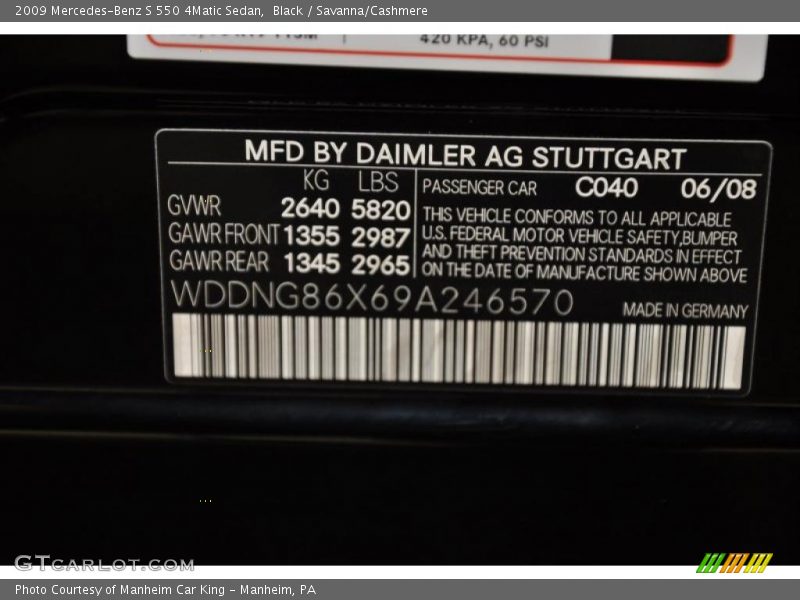 2009 Mercedes-Benz S 550 4Matic Sedan, Black / Savanna/Cashmere
420 KPA, 60 PSI
MFD BY DAIMLER AG STUTTGART
KG LBS
GVWR 2640 5820
GAWR FRONT 1355 2987
GAWR REAR 1345 2965
PASSENGER CAR C040 06/08
THIS VEHICLE CONFORMS TO ALL APPLICABLE
U.S. FEDERAL MOTOR VEHICLE SAFETY,BUMPER
AND THEFT PREVENTION STANDARDS IN EFFECT
ON THE DATE OF MANUFACTURE SHOWN ABOVE
WDDNG86X69A246570
MADE IN GERMANY
GTCARLOT.COM
Photo Courtesy of Manheim Car King - Manheim, PA